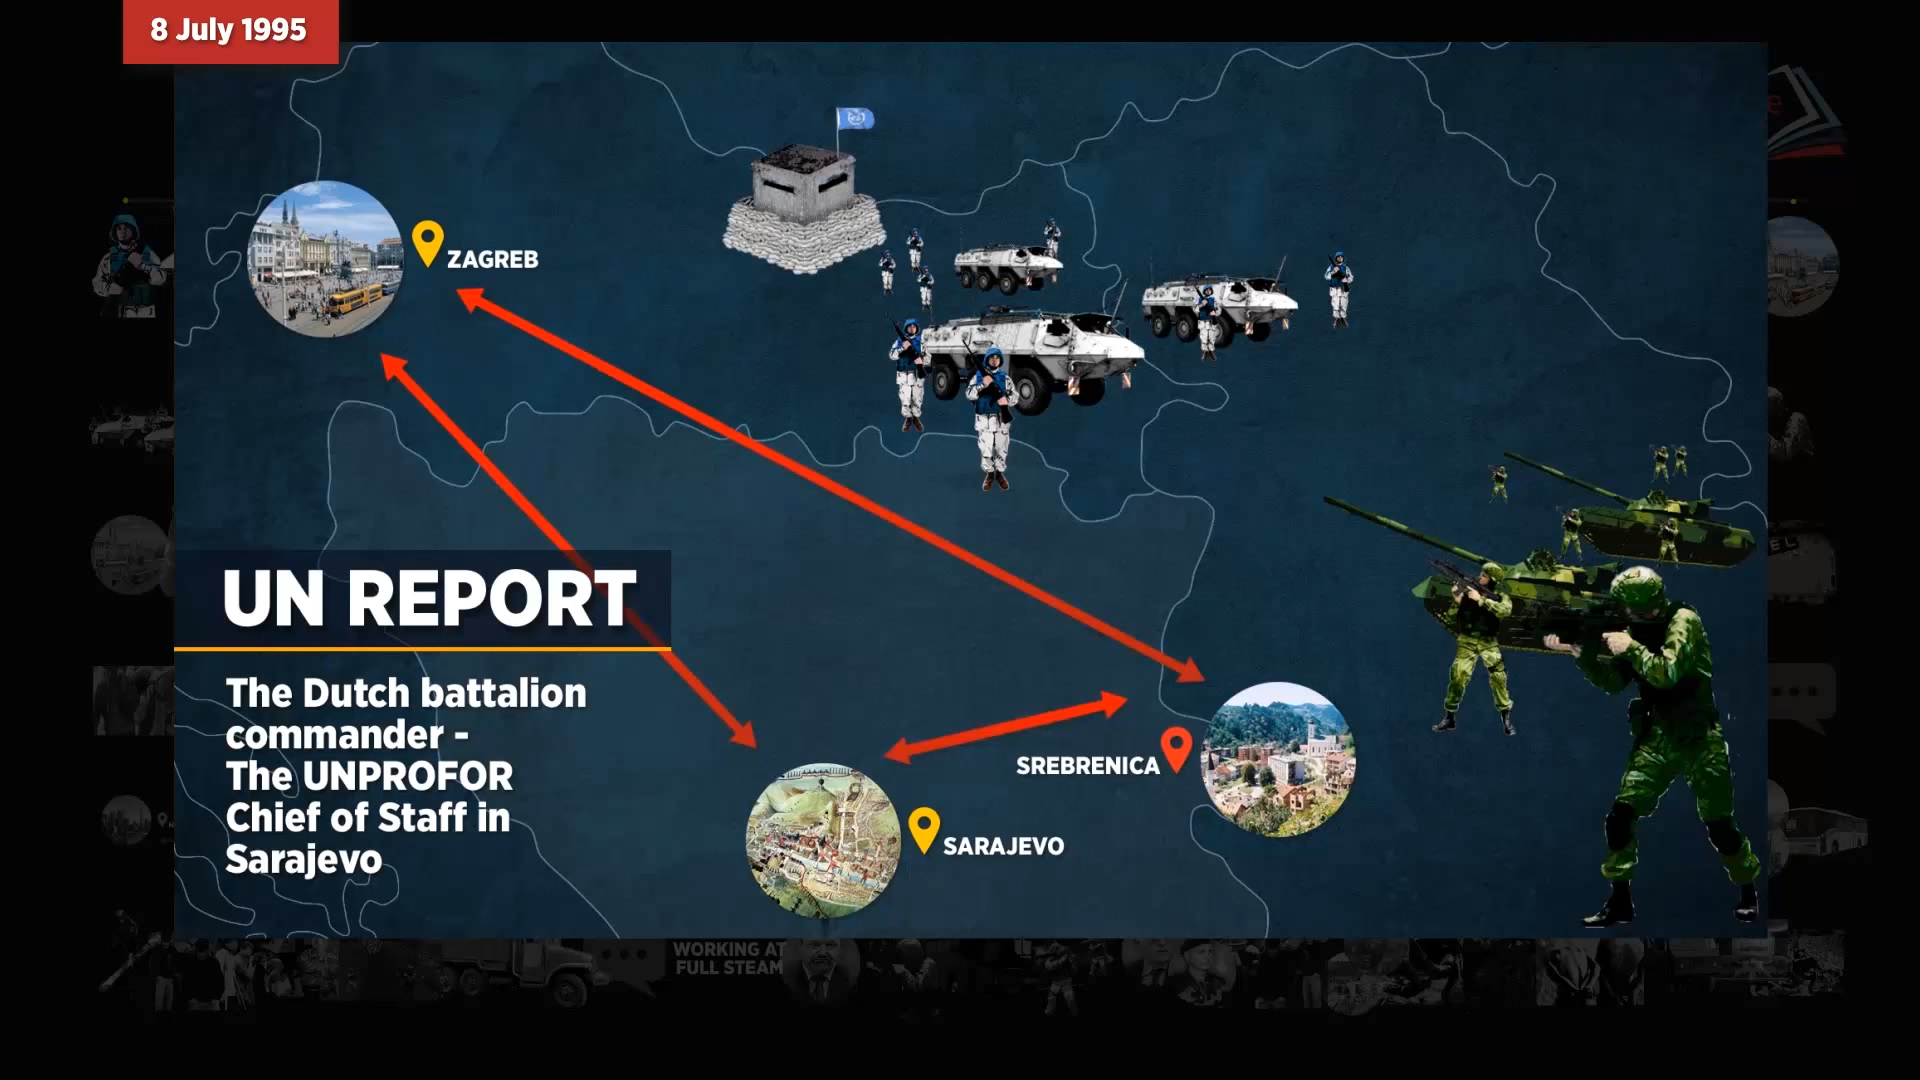 8 July 1995
ZAGREB
UN REPORT
The Dutch battalion
commander -
The UNPROFOR
Chief of Staff in
Sarajevo
SREBRENICA
SARAJEVO
WORKING AT
FULL STEAM